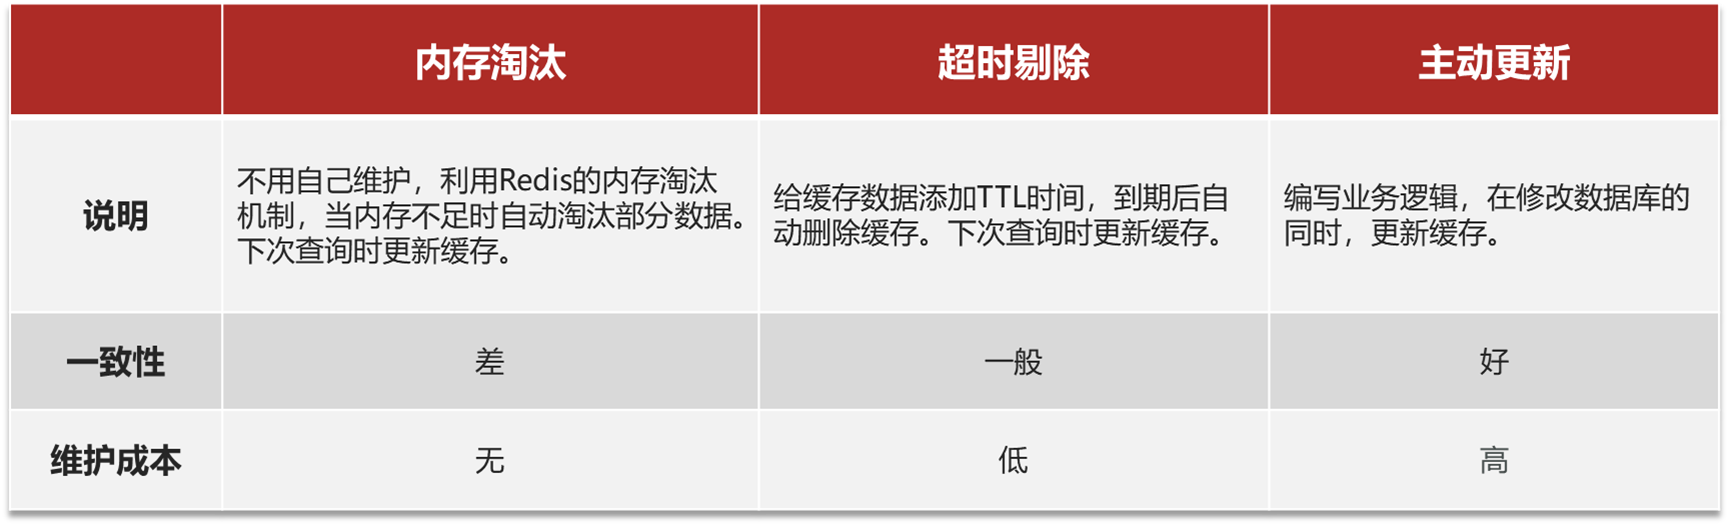 内存淘汰
超时剔除
主动更新
说明
不用自己维护，利用Redis的内存淘汰
机制，当内存不足时自动淘汰部分数据。
下次查询时更新缓存。
给缓存数据添加TTL时间，到期后自
动删除缓存。下次查询时更新缓存。
编写业务逻辑，在修改数据库的
同时，更新缓存。
一致性
差
一般
好
维护成本
无
低
高